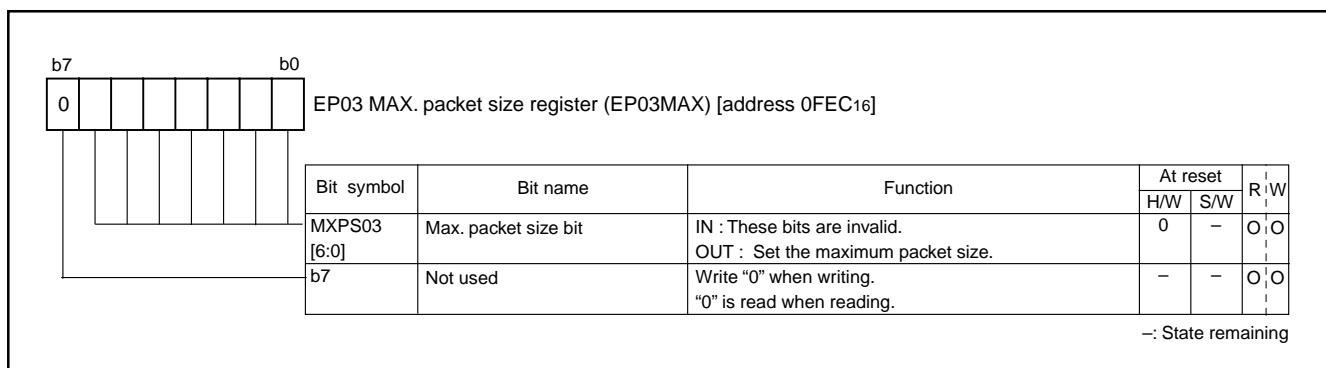 b7 b0
0 EP03 MAX. packet size register (EP03MAX) [address 0FEC16]
Bit symbol Bit name Function At reset R W
H/W S/W
MXPS03 Max. packet size bit IN : These bits are invalid. 0 – O O
[6:0] OUT : Set the maximum packet size.
b7 Not used Write “0” when writing. – – O O
“0” is read when reading.
–: State remaining